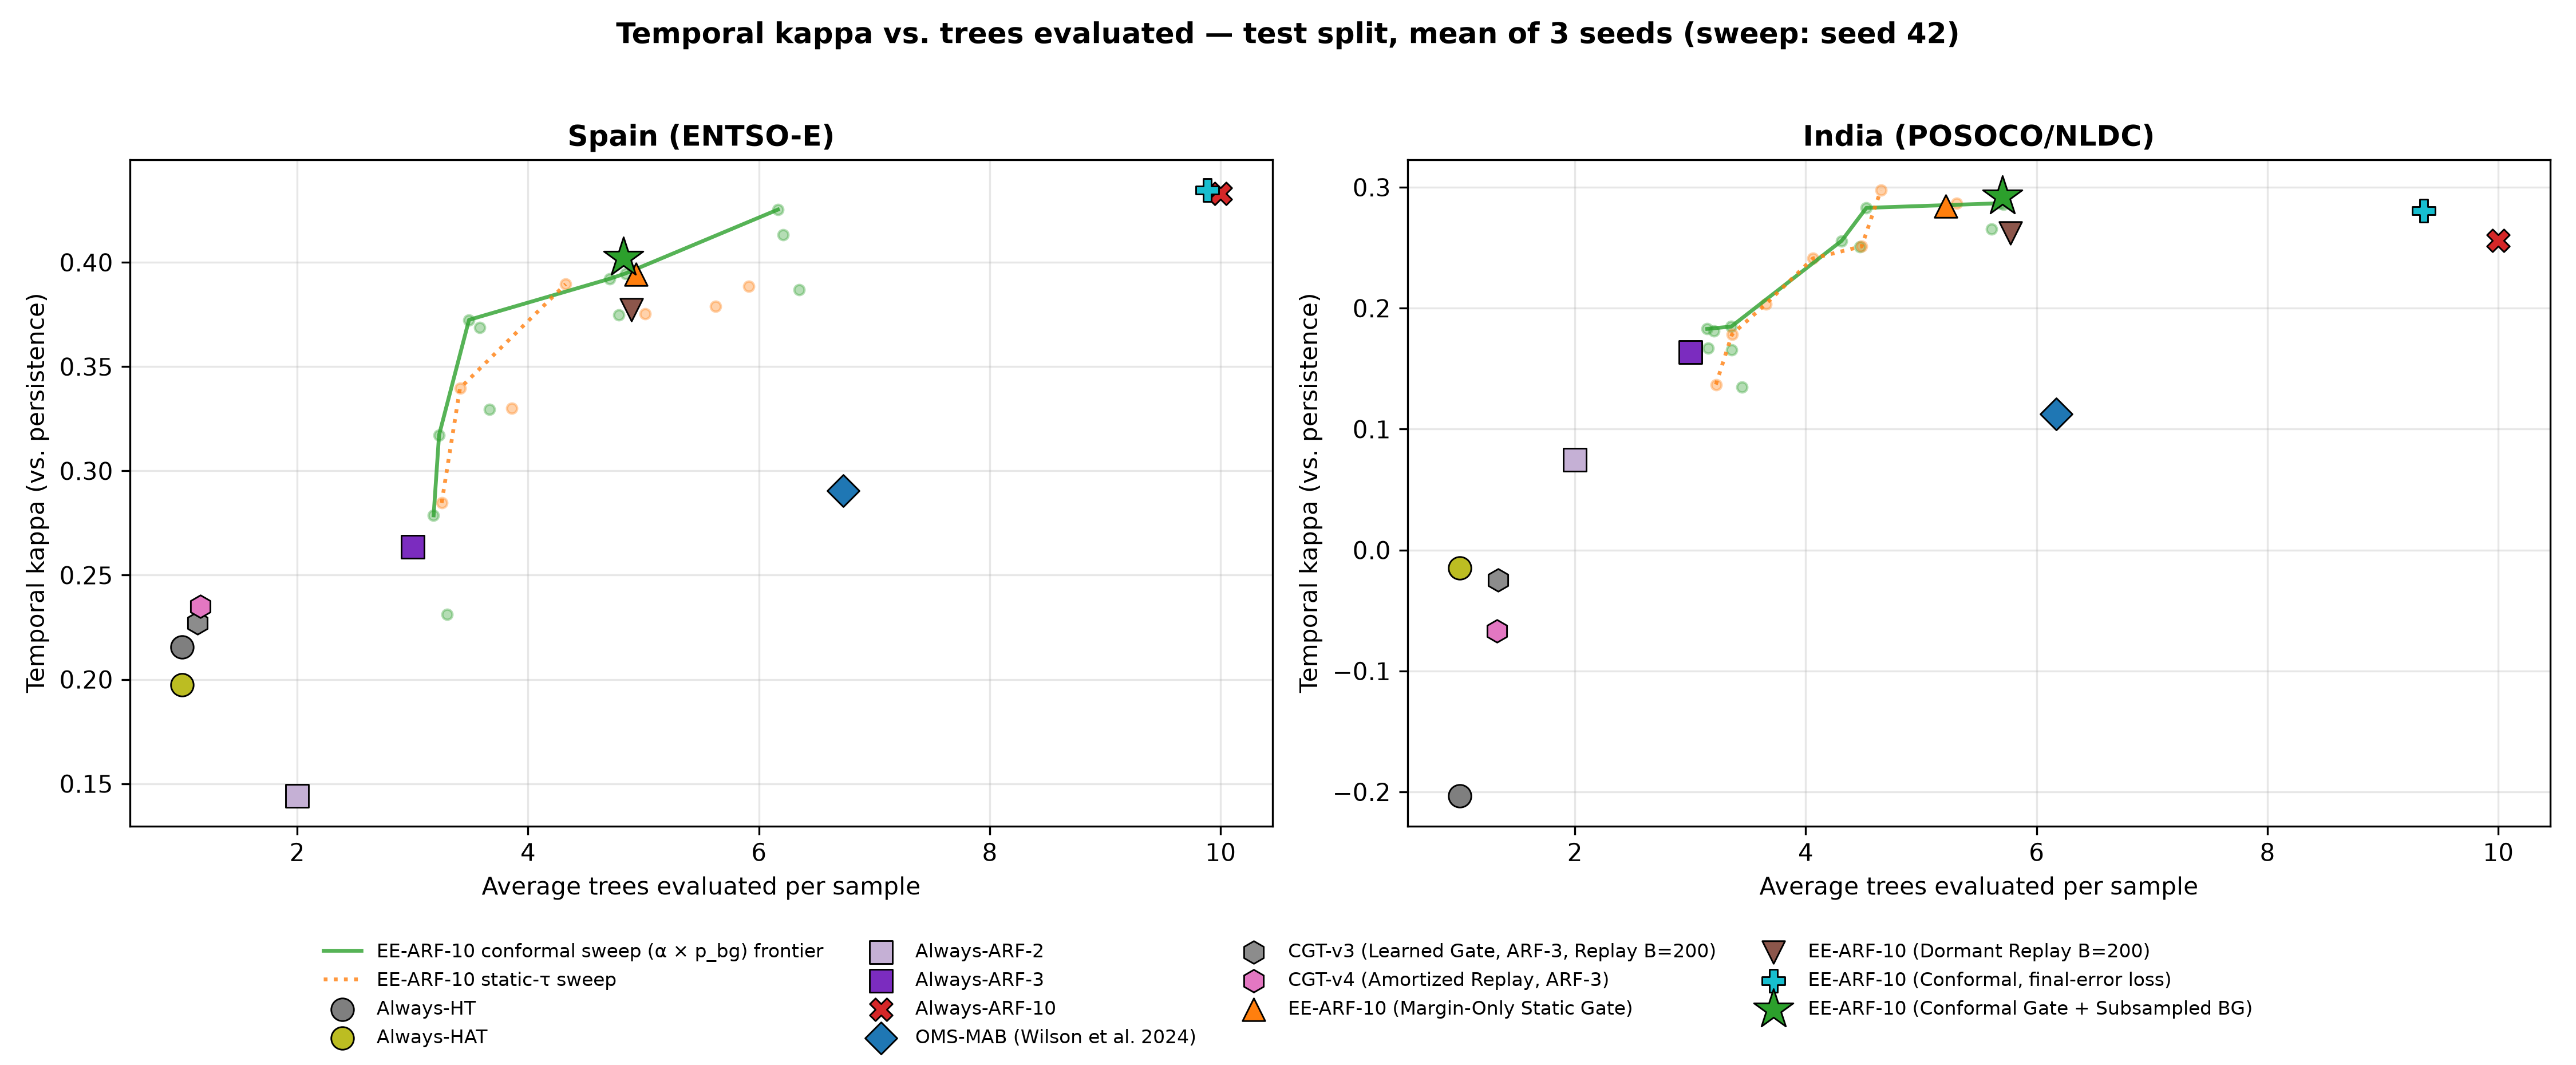 Temporal kappa vs. trees evaluated — test split, mean of 3 seeds (sweep: seed 42)
Spain (ENTSO-E)
Temporal kappa (vs. persistence)
0.40
0.35
0.30
0.25
0.20
0.15
2 4 6 8 10
Average trees evaluated per sample
India (POSOCO/NLDC)
Temporal kappa (vs. persistence)
0.3
0.2
0.1
0.0
−0.1
−0.2
2 4 6 8 10
Average trees evaluated per sample
EE-ARF-10 conformal sweep (α × p_bg) frontier
EE-ARF-10 static-τ sweep
Always-HT
Always-HAT
Always-ARF-2
Always-ARF-3
Always-ARF-10
OMS-MAB (Wilson et al. 2024)
CGT-v3 (Learned Gate, ARF-3, Replay B=200)
CGT-v4 (Amortized Replay, ARF-3)
EE-ARF-10 (Margin-Only Static Gate)
EE-ARF-10 (Dormant Replay B=200)
EE-ARF-10 (Conformal, final-error loss)
EE-ARF-10 (Conformal Gate + Subsampled BG)